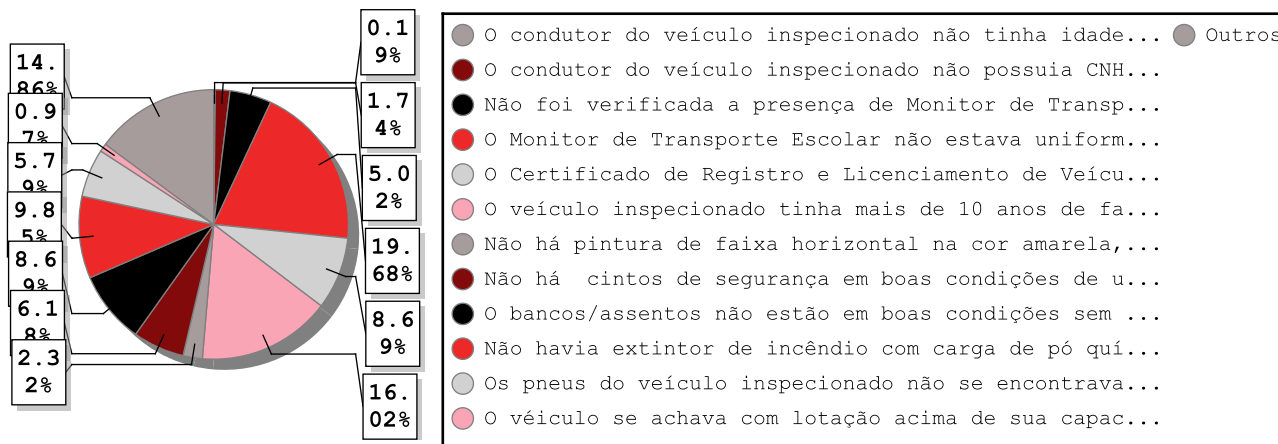 0.1
9%
1.7
4%
5.0
2%
19.
68%
8.6
9%
16.
02%
14.
86%
0.9
7%
5.7
9%
9.8
5%
8.6
9%
6.1
8%
2.3
2%
O condutor do veículo inspecionado não tinha idade...
O condutor do veículo inspecionado não possuia CNH...
Não foi verificada a presença de Monitor de Transp...
O Monitor de Transporte Escolar não estava uniform...
O Certificado de Registro e Licenciamento de Veícu...
O veículo inspecionado tinha mais de 10 anos de fa...
Não há pintura de faixa horizontal na cor amarela,...
Não há  cintos de segurança em boas condições de u...
O bancos/assentos não estão em boas condições sem ...
Não havia extintor de incêndio com carga de pó quí...
Os pneus do veículo inspecionado não se encontrava...
O véiculo se achava com lotação acima de sua capac...
Outros